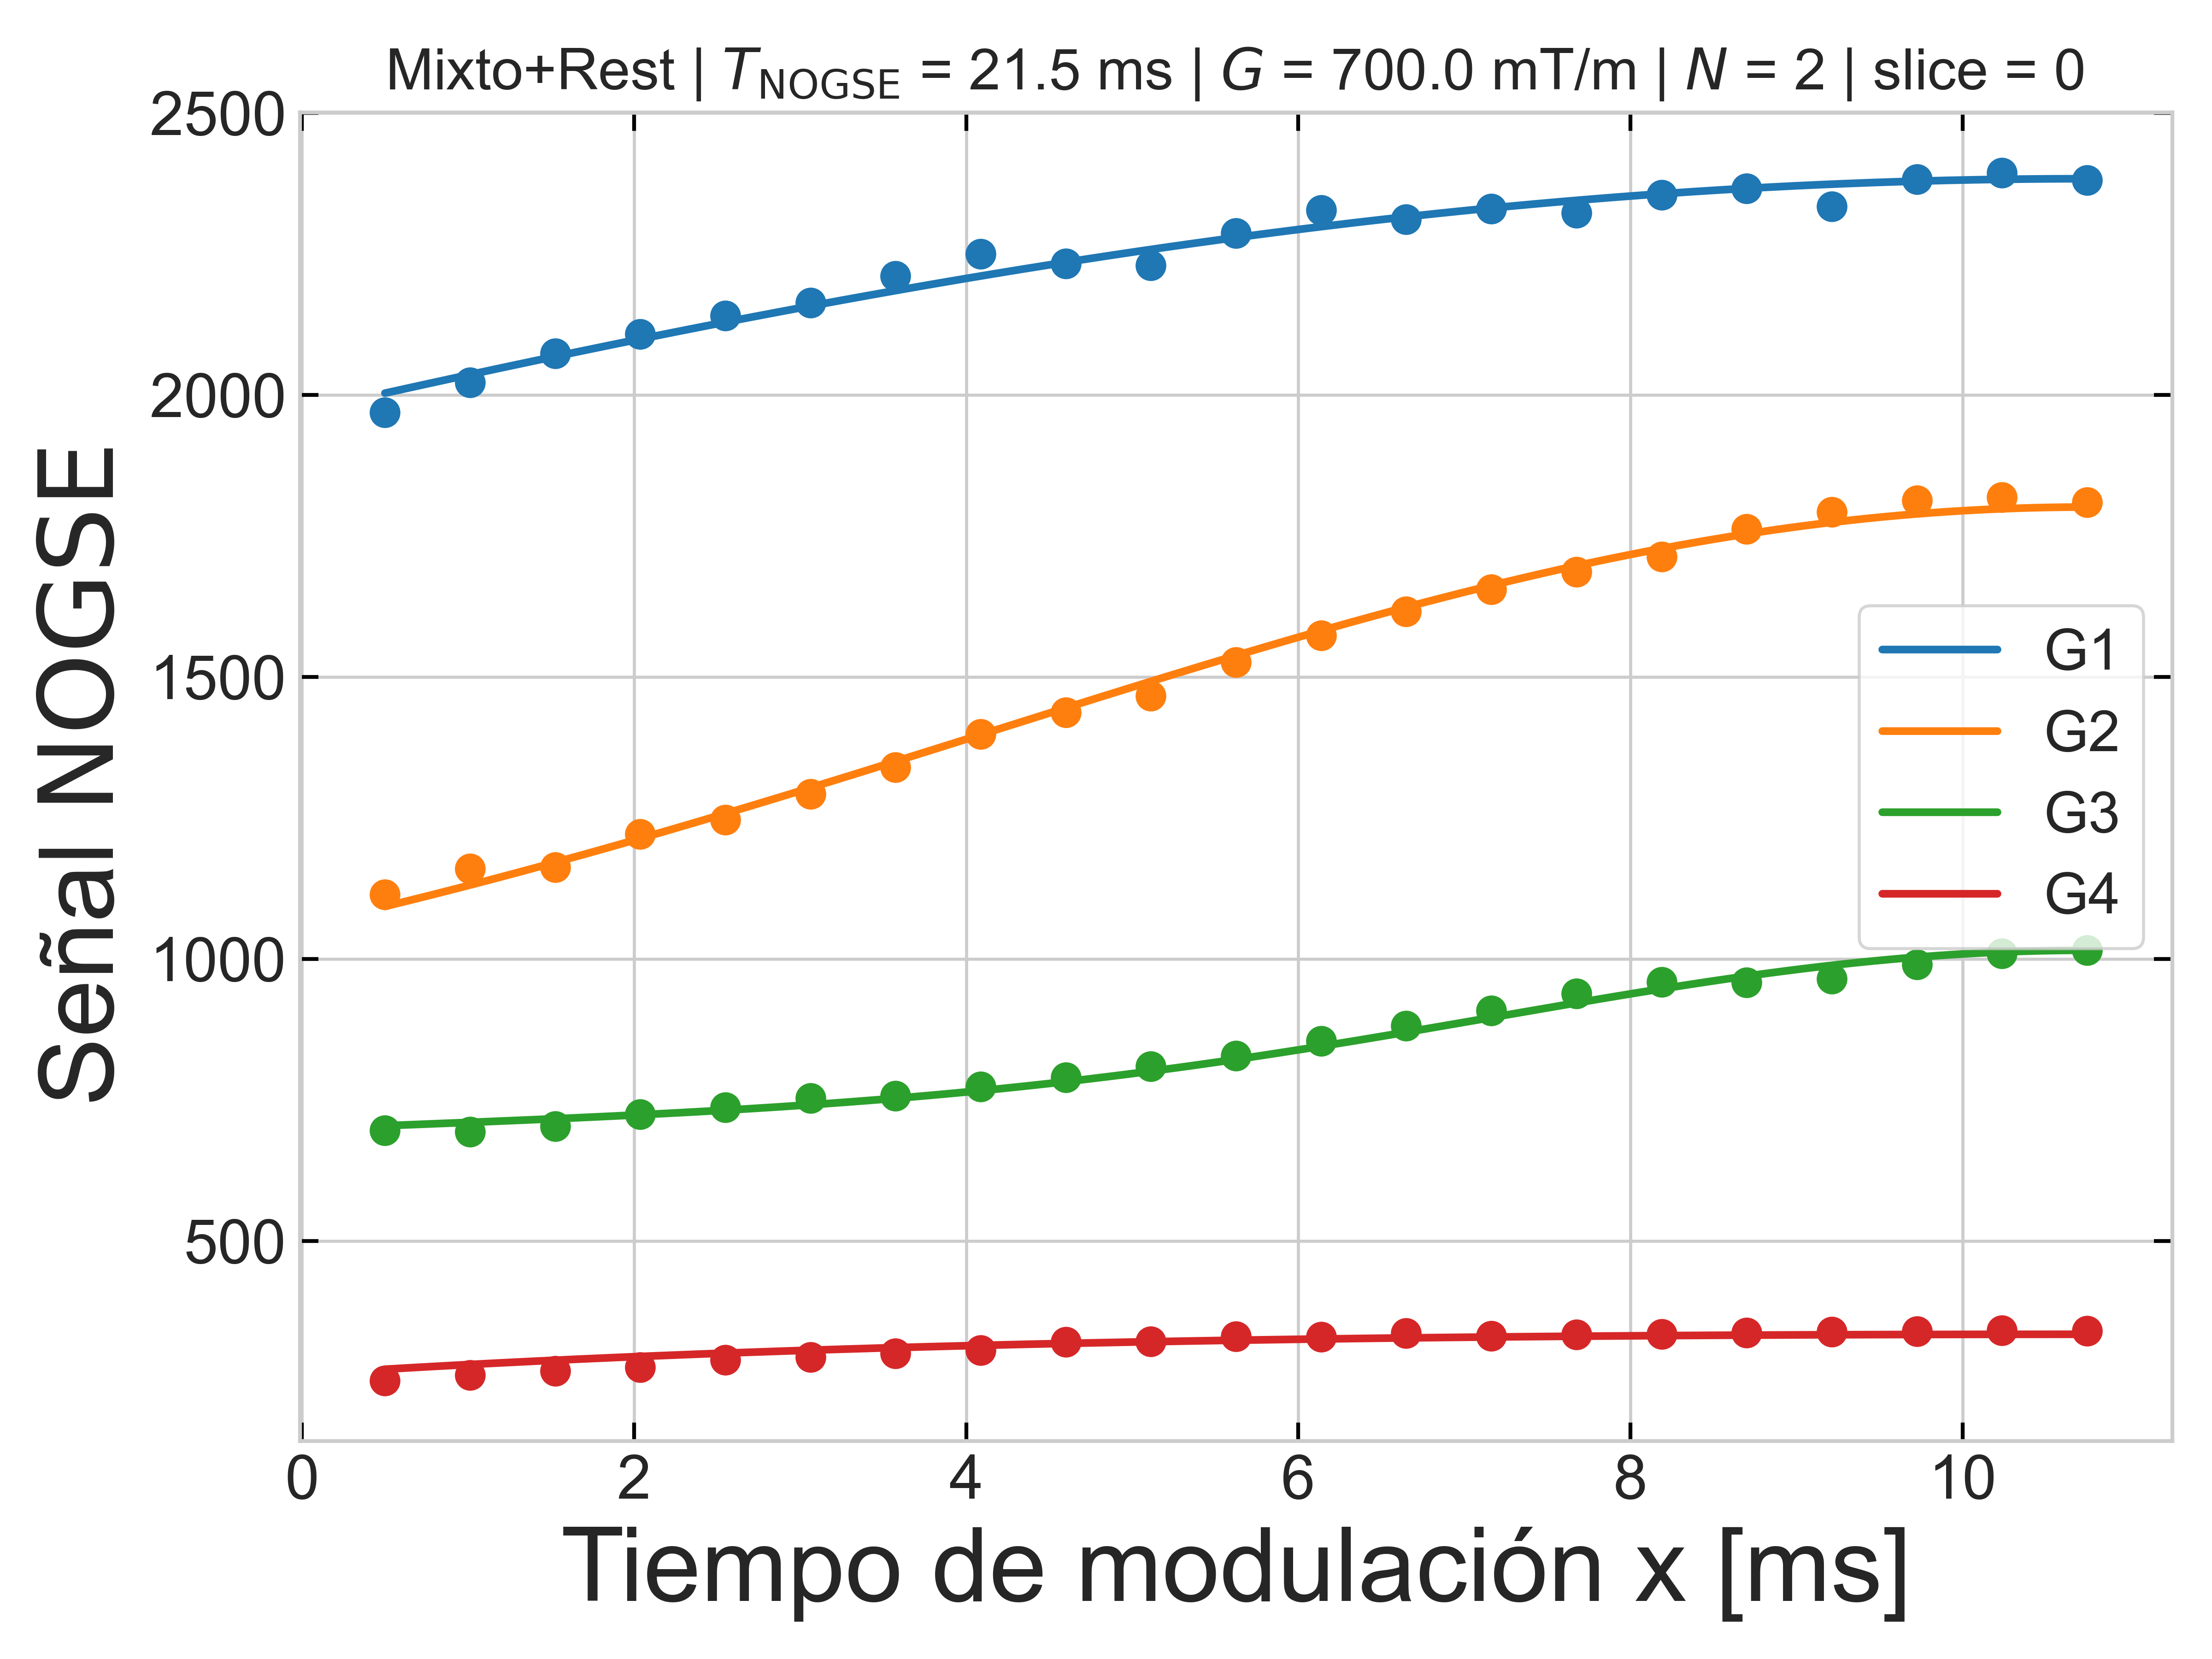 Mixto+Rest | T_NOGSE = 21.5 ms | G = 700.0 mT/m | N = 2 | slice = 0
2500
2000
1500
1000
500
Señal NOGSE
G1
G2
G3
G4
0 2 4 6 8 10
Tiempo de modulación x [ms]